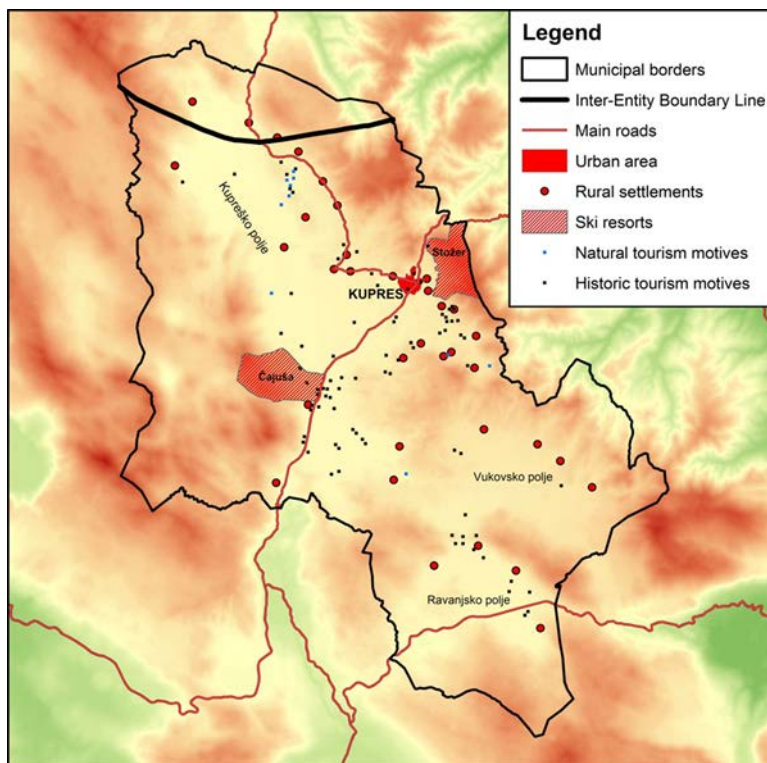 Legend
Municipal borders
Inter-Entity Boundary Line
Main roads
Urban area
Rural settlements
Ski resorts
Natural tourism motives
Historic tourism motives
Kupreško polje
Stožer
KUPRES
Čajuša
Vukovsko polje
Ravanjsko polje